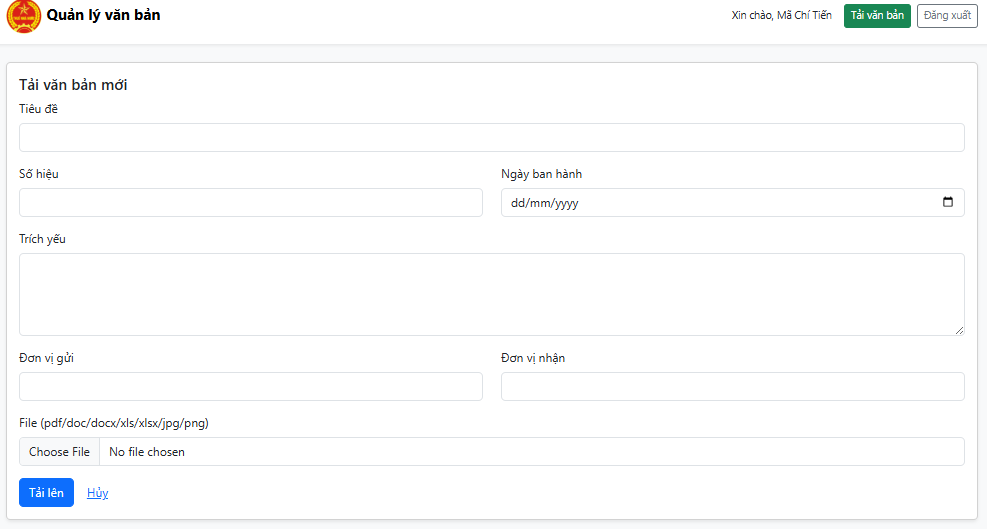 Quản lý văn bản
Xin chào, Mã Chí Tiến
Tải văn bản
Đăng xuất
Tải văn bản mới
Tiêu đề
Số hiệu
Ngày ban hành
dd/mm/yyyy
Trích yếu
Đơn vị gửi
Đơn vị nhận
File (pdf/doc/docx/xls/xlsx/jpg/png)
Choose File No file chosen
Tải lên
Hủy